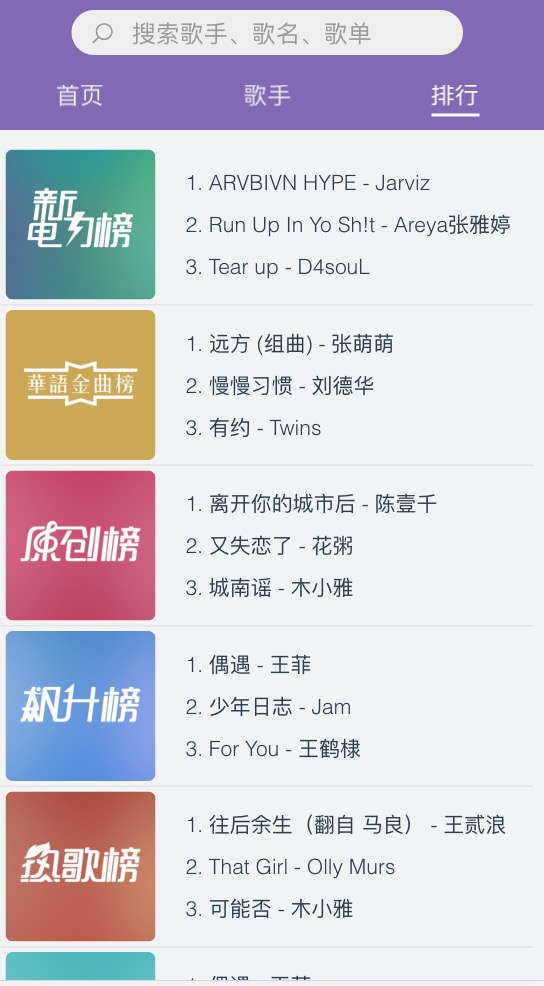 搜索歌手、歌名、歌单
首页
歌手
排行
新
电力榜
1. ARVBIVN HYPE - Jarviz
2. Run Up In Yo Sh!t - Areya张雅婷
3. Tear up - D4souL
華語金曲榜
1. 远方 (组曲) - 张萌萌
2. 慢慢习惯 - 刘德华
3. 有约 - Twins
原创榜
1. 离开你的城市后 - 陈壹千
2. 又失恋了 - 花粥
3. 城南谣 - 木小雅
飙升榜
1. 偶遇 - 王菲
2. 少年日志 - Jam
3. For You - 王鹤棣
热歌榜
1. 往后余生（翻自 马良） - 王贰浪
2. That Girl - Olly Murs
3. 可能否 - 木小雅